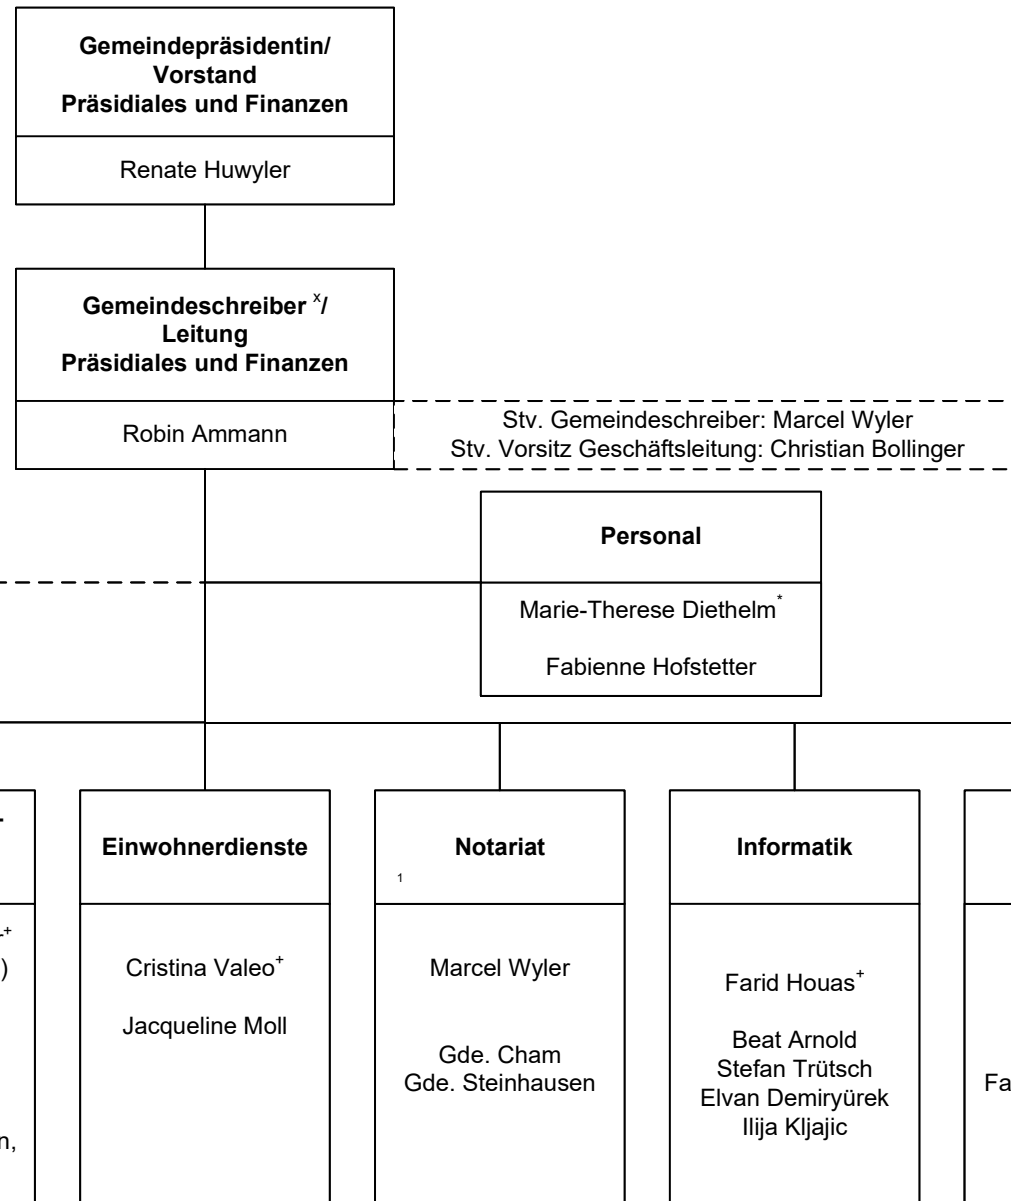 Gemeindepräsidentin/
Vorstand
Präsidiales und Finanzen
Renate Huwyler
Gemeindeschreiber ˣ/
Leitung
Präsidiales und Finanzen
Robin Ammann
Stv. Gemeindeschreiber: Marcel Wyler
Stv. Vorsitz Geschäftsleitung: Christian Bollinger
Personal
Marie-Therese Diethelm*
Fabienne Hofstetter
Einwohnerdienste
Cristina Valeo⁺
Jacqueline Moll
Notariat
¹
Marcel Wyler
Gde. Cham
Gde. Steinhausen
Informatik
Farid Houas⁺
Beat Arnold
Stefan Trütsch
Elvan Demiryürek
Ilija Kljajic